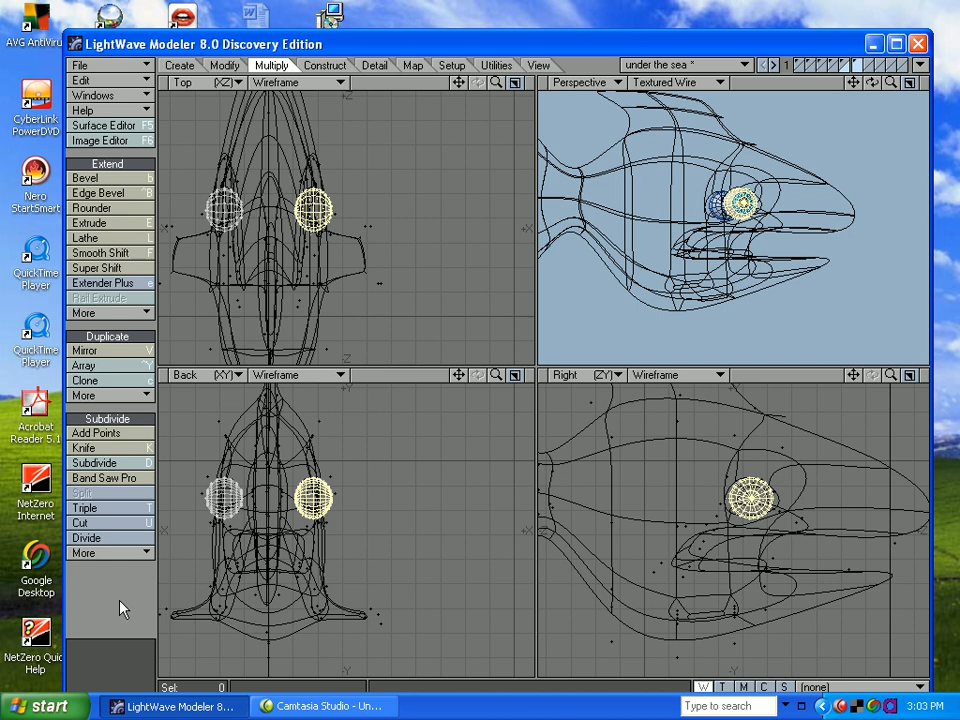 AVG AntiViru
LightWave Modeler 8.0 Discovery Edition
File
Edit
Windows
Help
Surface Editor F5
Image Editor F6
Create Modify Multiply Construct Detail Map Setup Utilities View under the sea * 1
Top (XZ) Wireframe
Perspective Textured Wire
Extend
Bevel b
Edge Bevel ^B
Rounder
Extrude E
Lathe L
Smooth Shift F
Super Shift
Extender Plus e
Rail Extrude
More
Duplicate
Mirror V
Array ^Y
Clone c
More
Subdivide
Add Points
Knife K
Subdivide D
Band Saw Pro
Split
Triple T
Cut U
Divide
More
Back (XY) Wireframe
Right (ZY) Wireframe
+Z
-X
+X
-Z
+Y
-X
+X
-Y
+Y
-Y
Sel: 0
W T M C S (none)
CyberLink
PowerDVD
Nero
StartSmart
QuickTime
Player
QuickTime
Player
Acrobat
Reader 5.1
NetZero
Internet
Google
Desktop
NetZero Quic
Help
start
LightWave Modeler 8...
Camtasia Studio - Un...
Type to search
3:03 PM